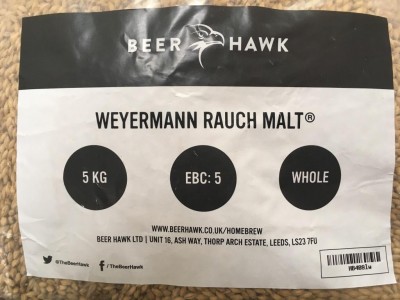 BEER HAWK
WEYERMANN RAUCH MALT®
5 KG
EBC: 5
WHOLE
WWW.BEERHAWK.CO.UK/HOMEBREW
BEER HAWK LTD | UNIT 16, ASH WAY, THORP ARCH ESTATE, LEEDS, LS23 7FU
@TheBeerHawk
/TheBeerHawk